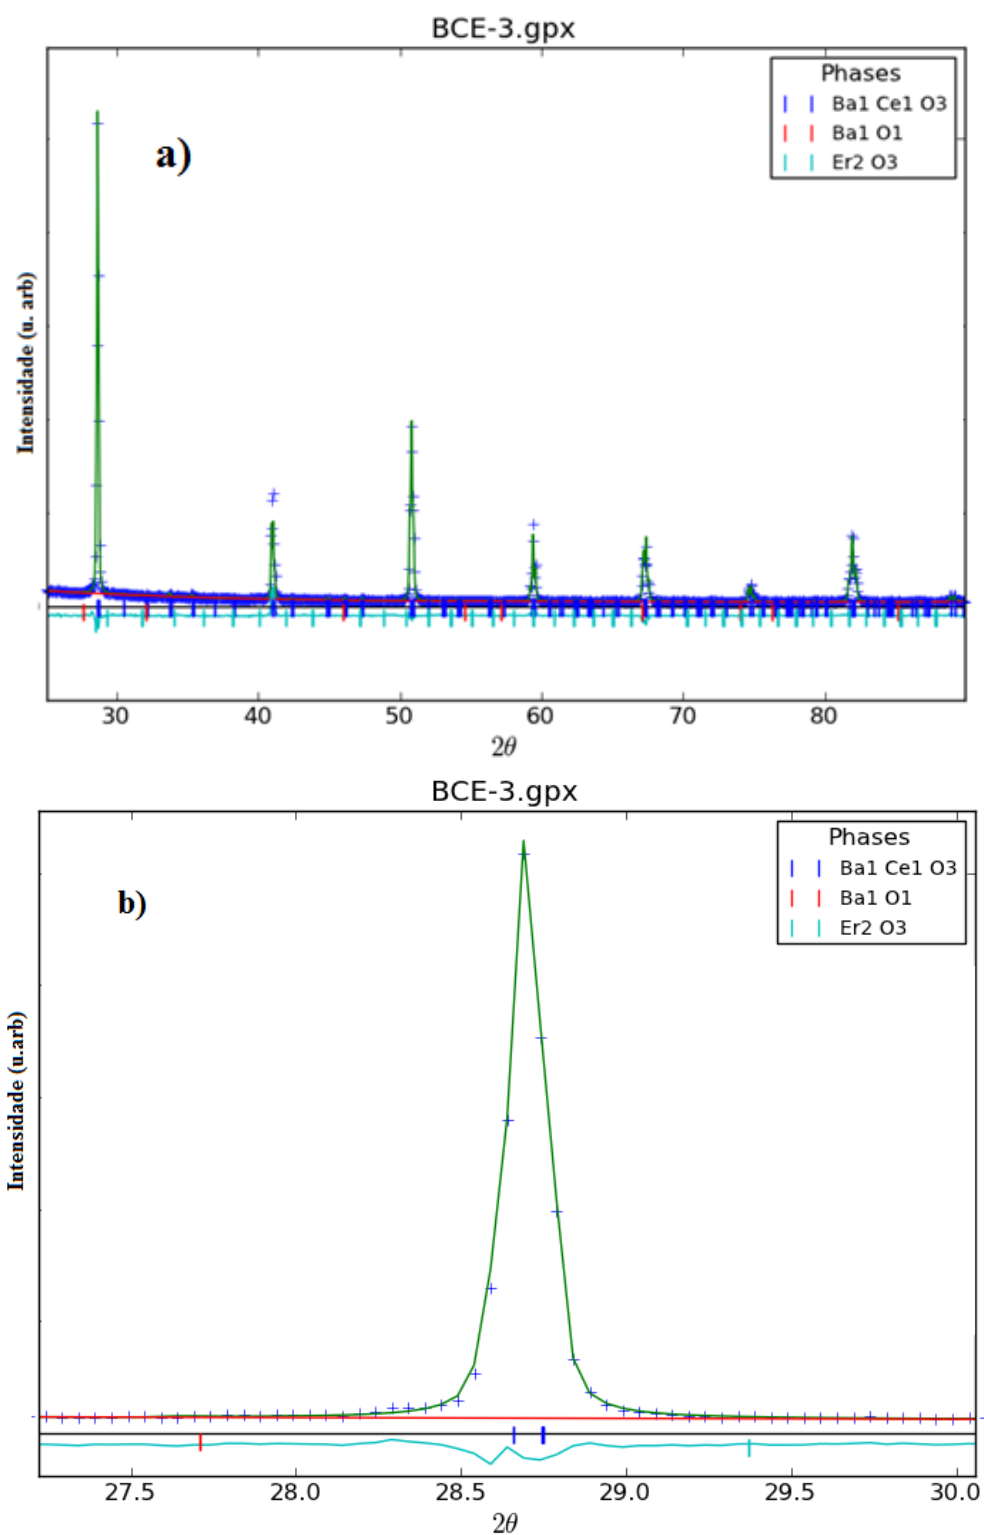 BCE-3.gpx
a)
Phases
Ba1 Ce1 O3
Ba1 O1
Er2 O3
Intensidade (u. arb)
30 40 50 60 70 80
2θ
BCE-3.gpx
b)
Phases
Ba1 Ce1 O3
Ba1 O1
Er2 O3
Intensidade (u.arb)
27.5 28.0 28.5 29.0 29.5 30.0
2θ